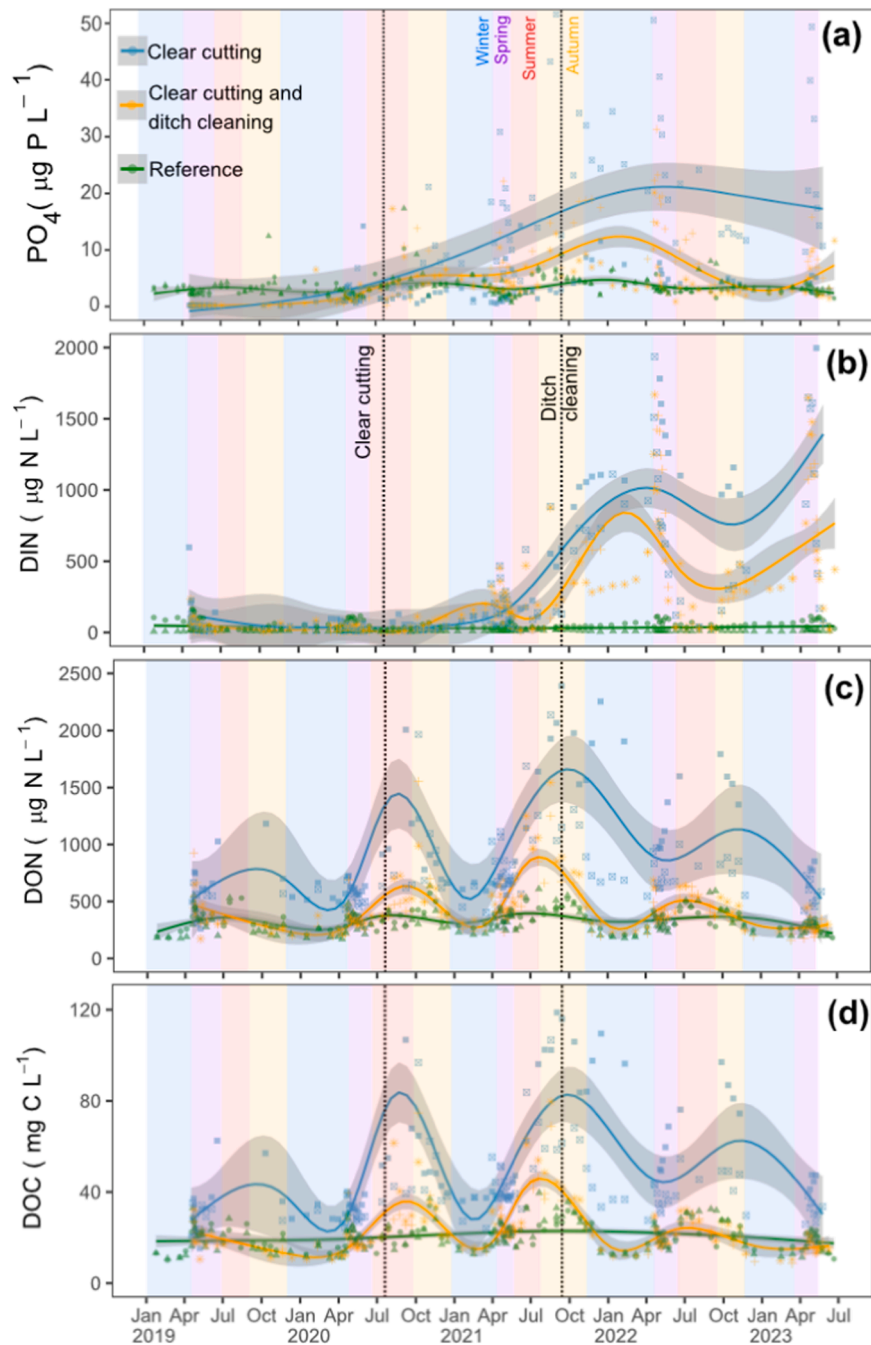 (a)
Clear cutting
Clear cutting and
ditch cleaning
Reference
Winter
Spring
Summer
Autumn
PO4( µg P L−1)
50
40
30
20
10
0
(b)
Clear cutting
Ditch
cleaning
DIN ( µg N L−1)
2000
1500
1000
500
0
(c)
DON ( µg N L−1)
2500
2000
1500
1000
500
0
(d)
DOC ( mg C L−1)
120
80
40
0
Jan Apr Jul Oct Jan Apr Jul Oct Jan Apr Jul Oct Jan Apr Jul Oct Jan Apr Jul
2019 2020 2021 2022 2023